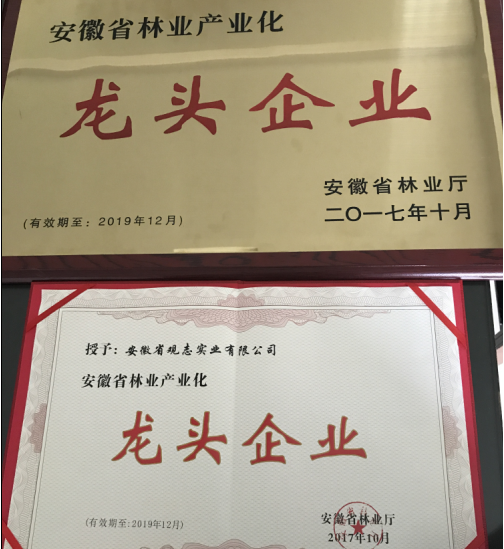 安徽省林业产业化
龙头企业
安徽省林业厅
二〇一七年十月
(有效期至：2019年12月)
授予：安徽省观志实业有限公司
安徽省林业产业化
龙头企业
(有效期至:2019年12月)
安徽省林业厅
2017年10月